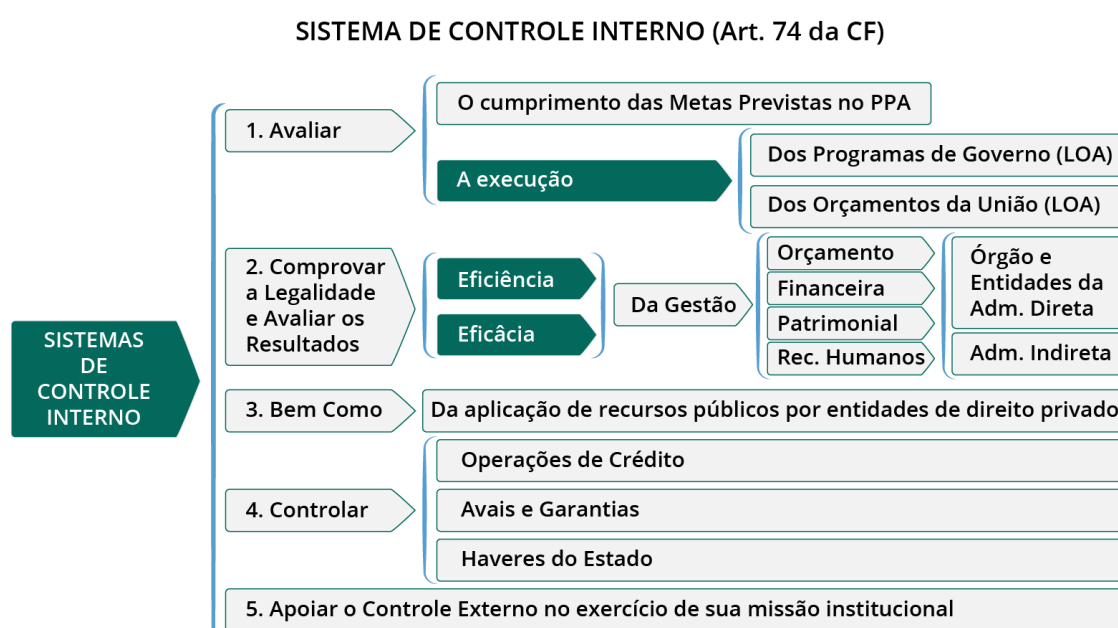 SISTEMA DE CONTROLE INTERNO (Art. 74 da CF)
SISTEMAS
DE
CONTROLE
INTERNO
1. Avaliar
O cumprimento das Metas Previstas no PPA
A execução
Dos Programas de Governo (LOA)
Dos Orçamentos da União (LOA)
2. Comprovar
a Legalidade
e Avaliar os
Resultados
Eficiência
Eficâcia
Da Gestão
Orçamento
Financeira
Patrimonial
Rec. Humanos
Órgão e
Entidades da
Adm. Direta
Adm. Indireta
3. Bem Como
Da aplicação de recursos públicos por entidades de direito privado
4. Controlar
Operações de Crédito
Avais e Garantias
Haveres do Estado
5. Apoiar o Controle Externo no exercício de sua missão institucional